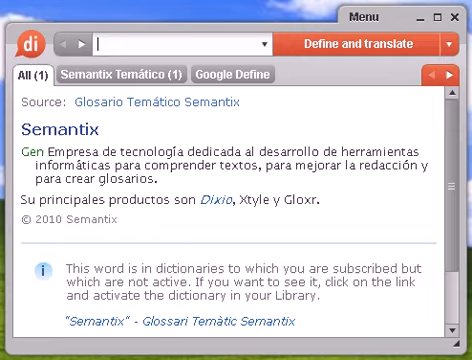 Menu
di
Define and translate
All (1)
Semantix Temático (1)
Google Define
Source: Glosario Temático Semantix
Semantix
Gen Empresa de tecnología dedicada al desarrollo de herramientas
informáticas para comprender textos, para mejorar la redacción y
para crear glosarios.
Su principales productos son Dixio, Xtyle y Gloxr.
© 2010 Semantix
i
This word is in dictionaries to which you are subscribed but
which are not active. If you want to see it, click on the link
and activate the dictionary in your Library.
"Semantix" - Glossari Temàtic Semantix